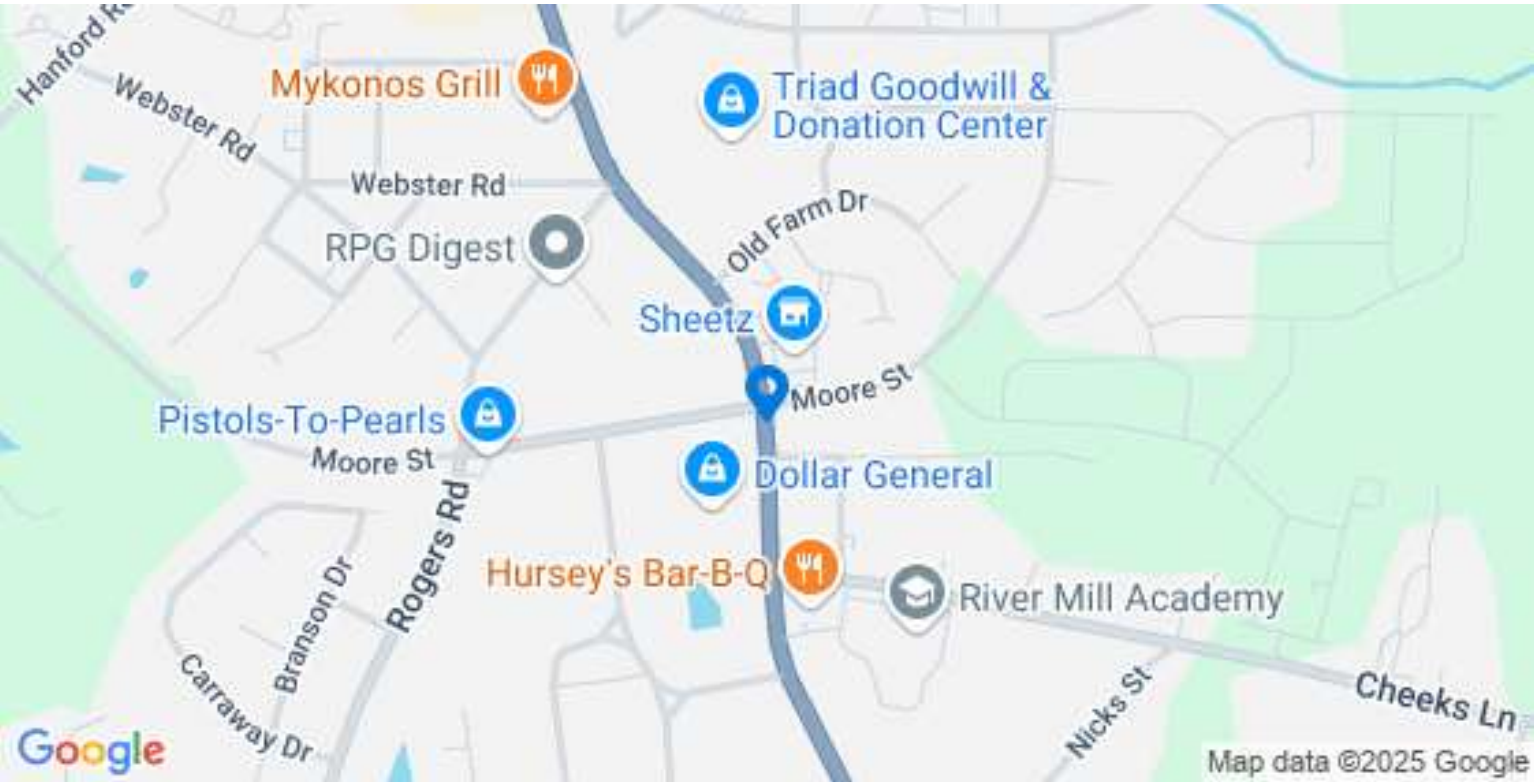 Hanford Rd
Mykonos Grill
Triad Goodwill &
Donation Center
Webster Rd
Webster Rd
Old Farm Dr
RPG Digest
Sheetz
Moore St
Pistols-To-Pearls
Moore St
Dollar General
Rogers Rd
Hursey's Bar-B-Q
River Mill Academy
Branson Dr
Carraway Dr
Nicks St
Cheeks Ln
Google
Map data ©2025 Google